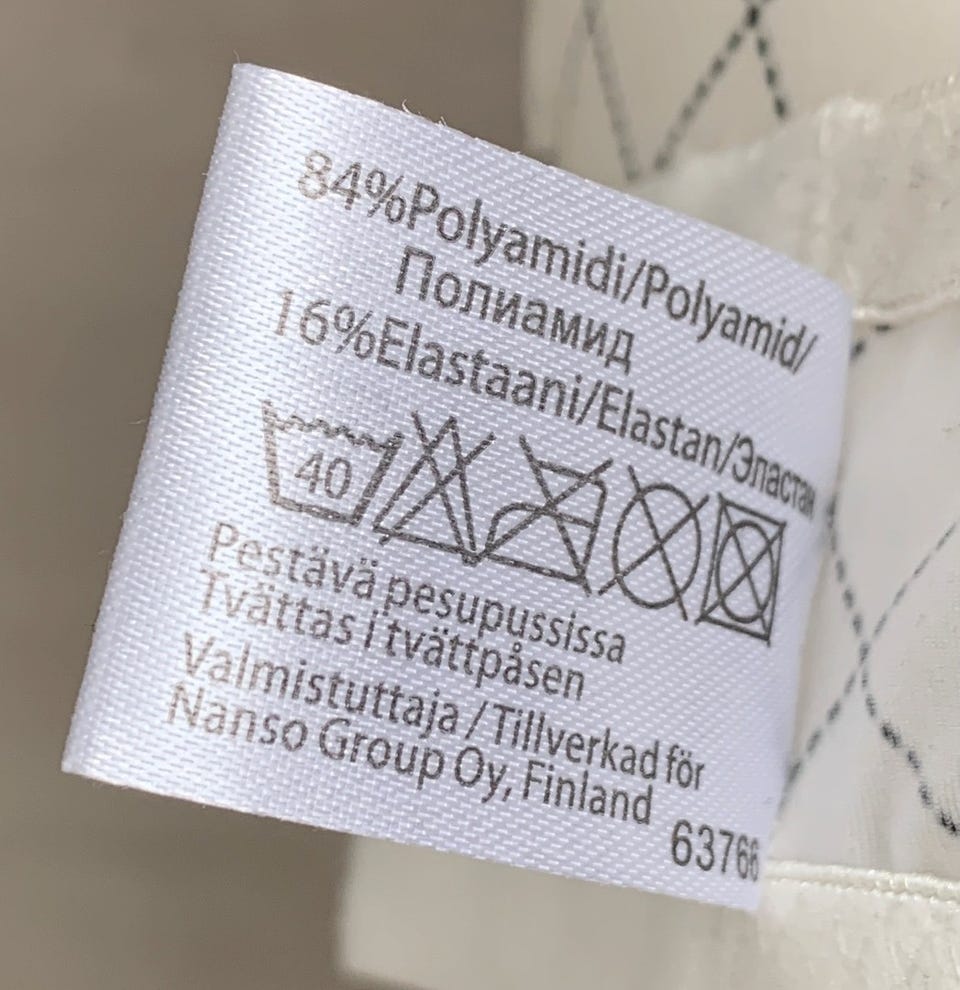 84%Polyamidi/Polyamid/
Полиамид
16%Elastaani/Elastan/Эластан
40
Pestävä pesupussissa
Tvättas i tvättpåsen
Valmistuttaja / Tillverkad för
Nanso Group Oy, Finland
63766